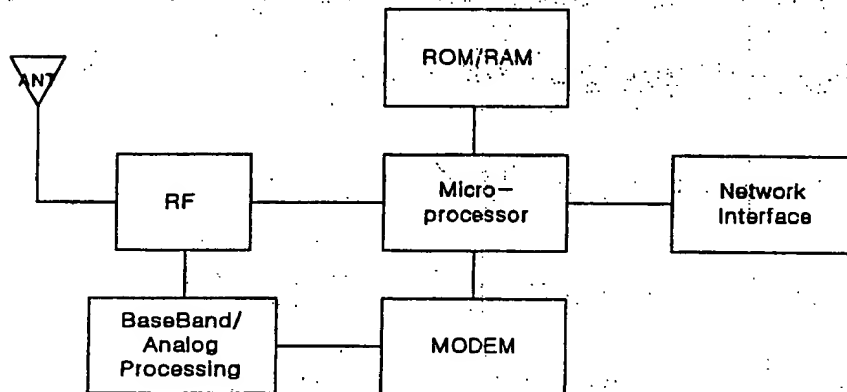 ROM/RAM
ANT
RF
Micro-
processor
Network
Interface
BaseBand/
Analog
Processing
MODEM